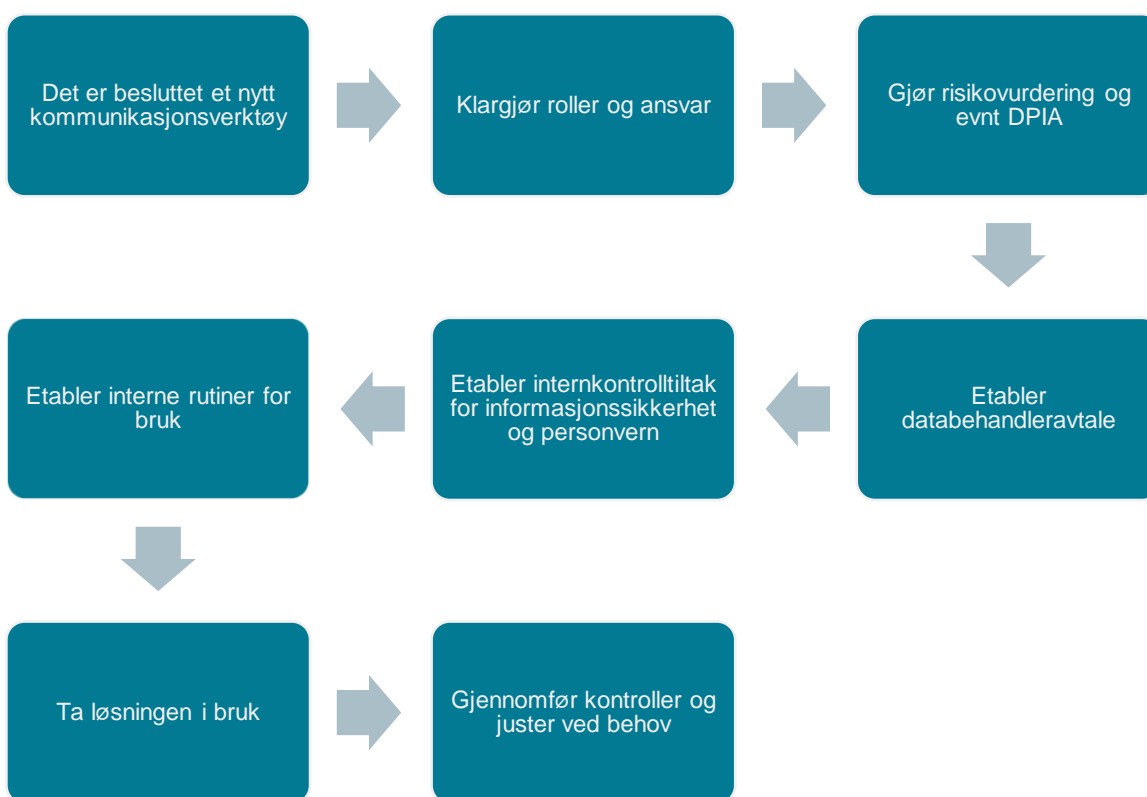 Det er besluttet et nytt
kommunikasjonsverktøy
Klargjør roller og ansvar
Gjør risikovurdering og
evnt DPIA
Etabler
databehandleravtale
Etabler internkontrolltiltak
for informasjonssikkerhet
og personvern
Etabler interne rutiner for
bruk
Ta løsningen i bruk
Gjennomfør kontroller og
juster ved behov